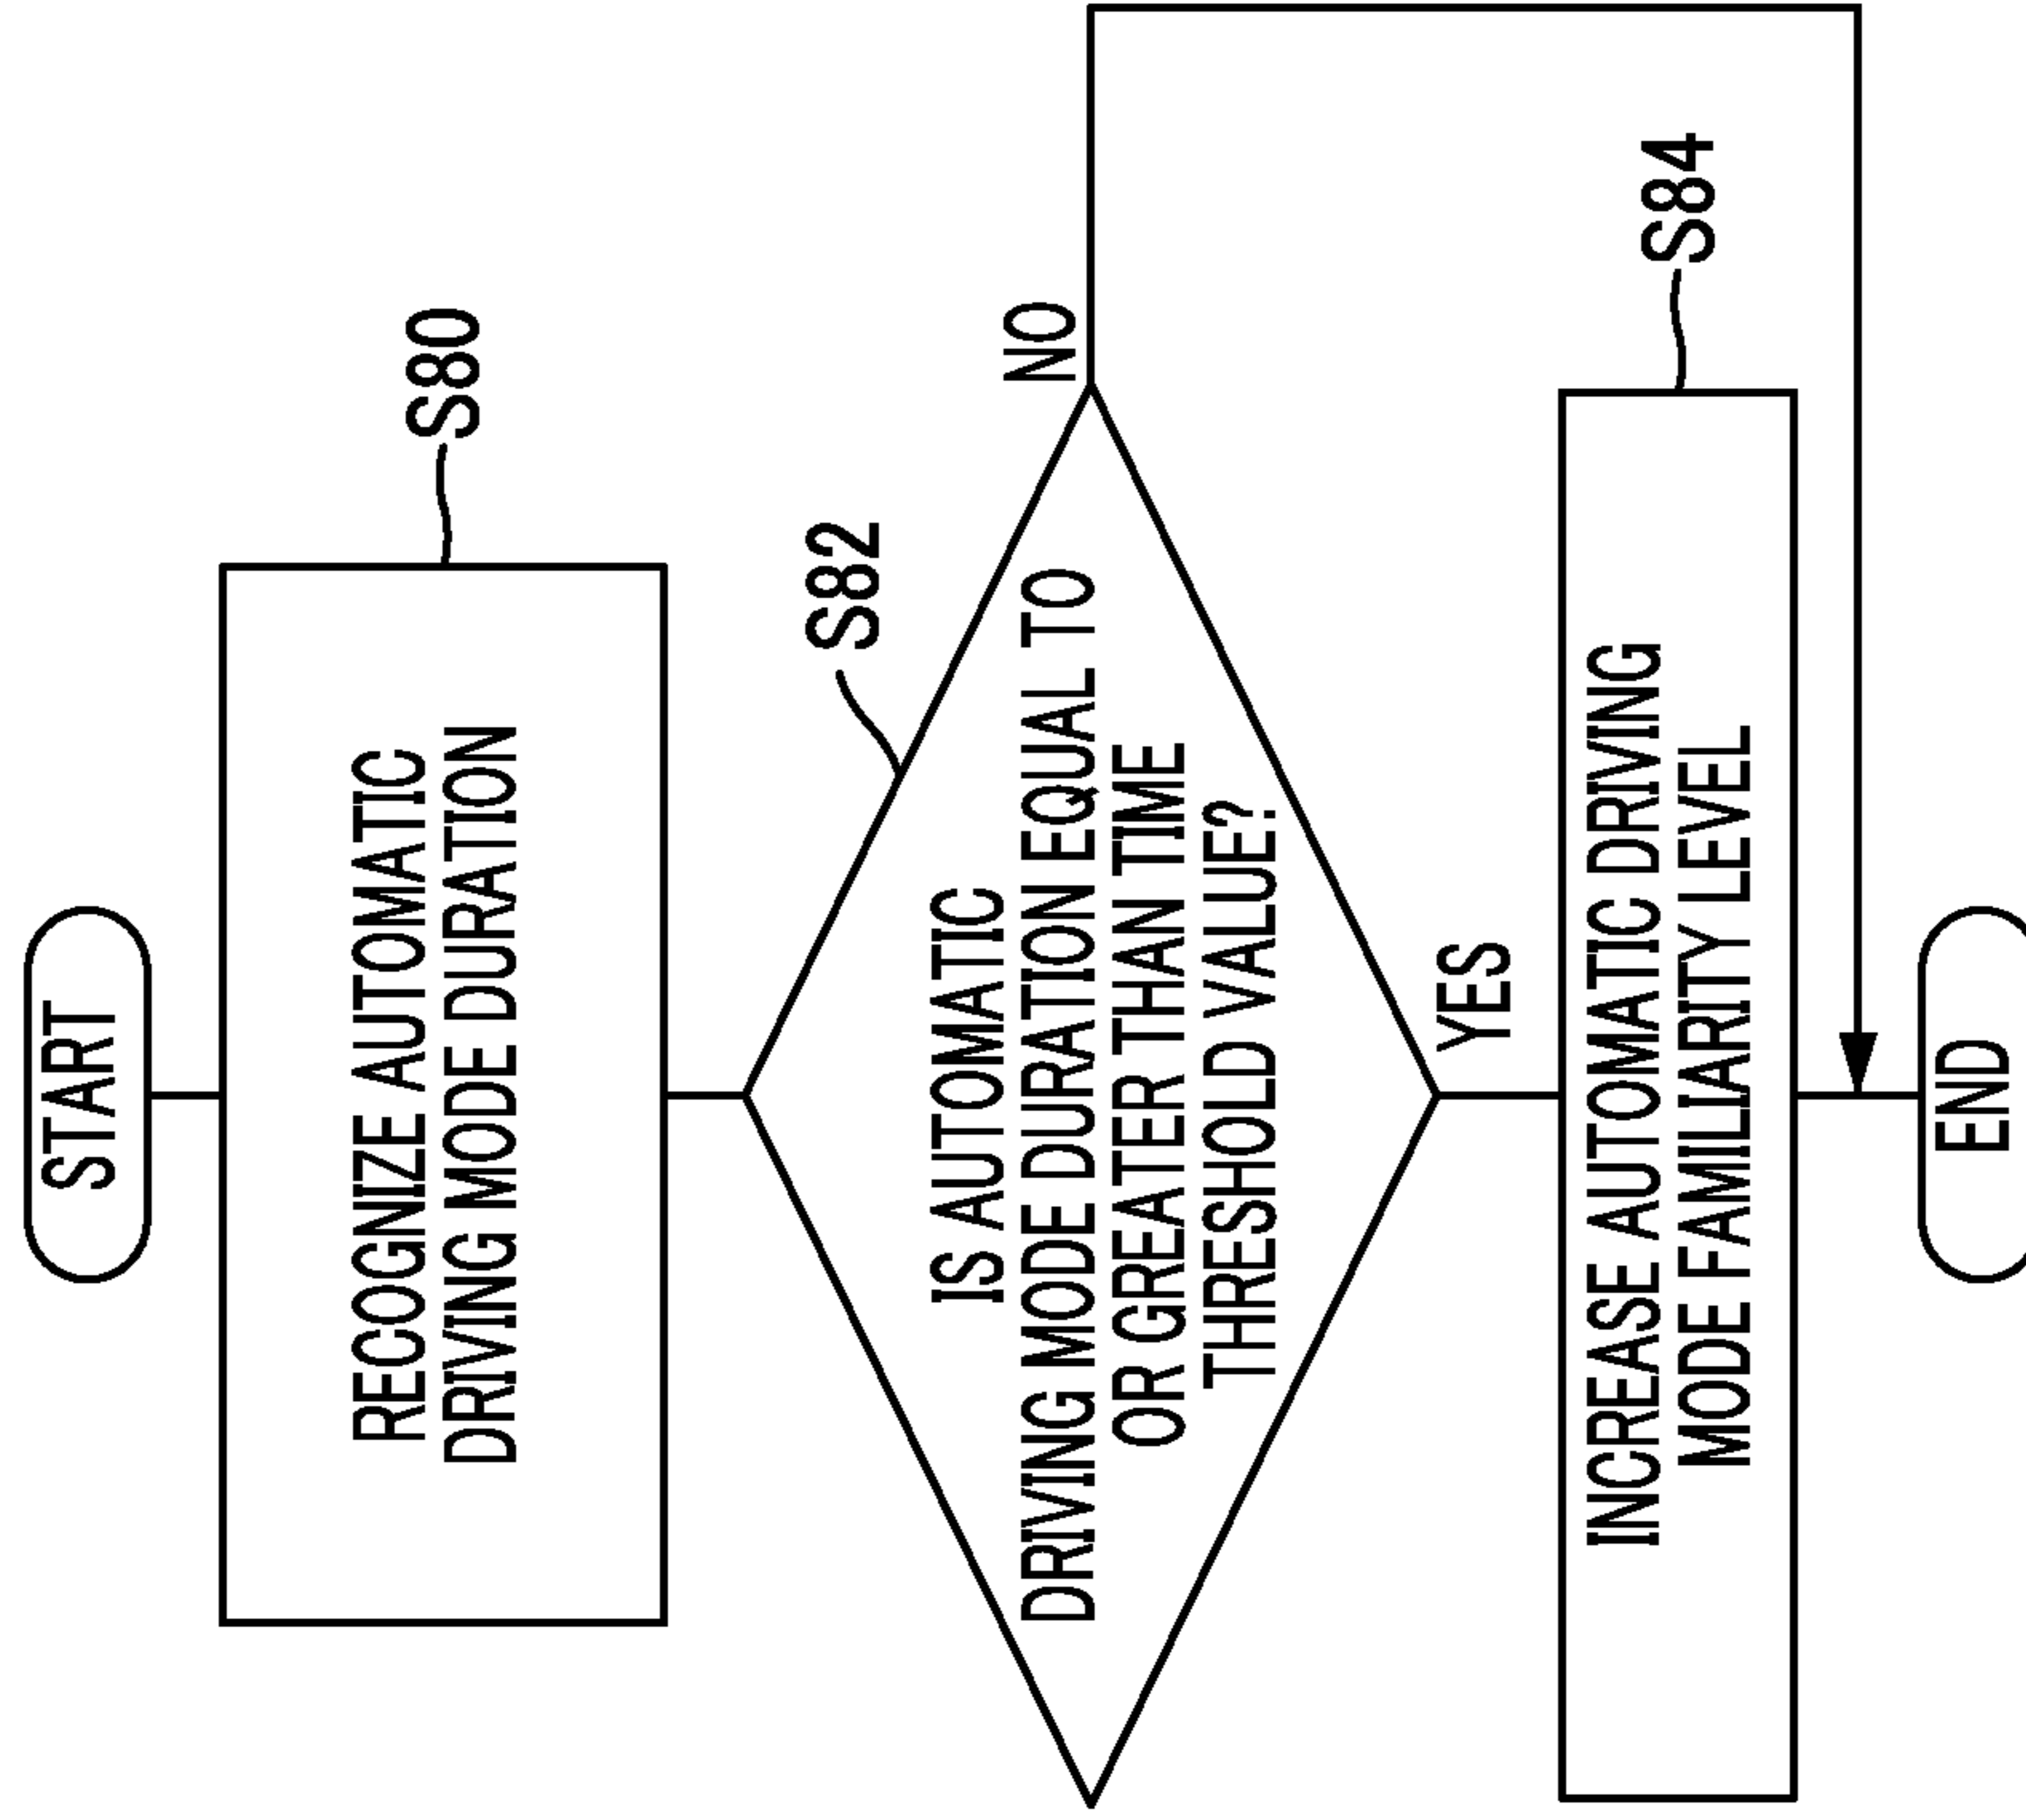 START
RECOGNIZE AUTOMATIC
DRIVING MODE DURATION
S80
IS AUTOMATIC
DRIVING MODE DURATION EQUAL TO
OR GREATER THAN TIME
THRESHOLD VALUE?
S82
NO
YES
INCREASE AUTOMATIC DRIVING
MODE FAMILIARITY LEVEL
S84
END